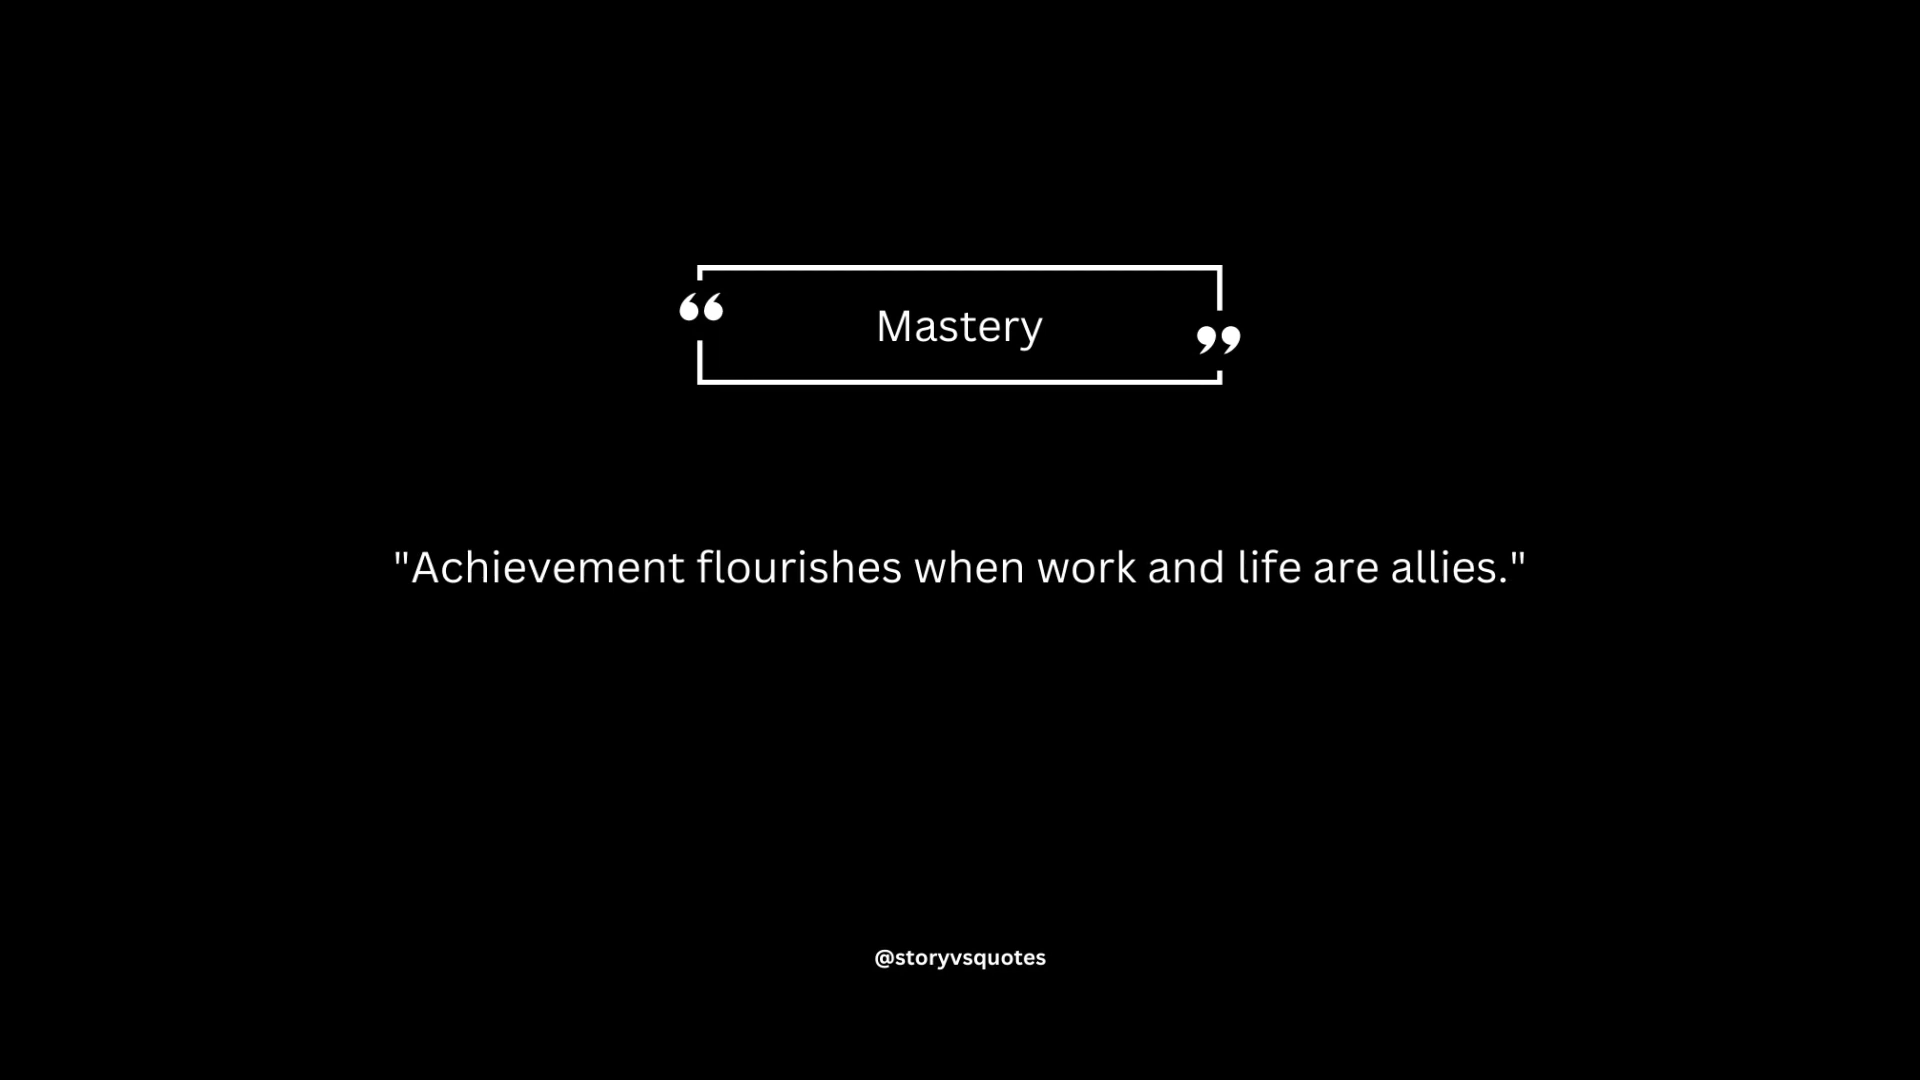 Mastery
"Achievement flourishes when work and life are allies."
@storyvsquotes